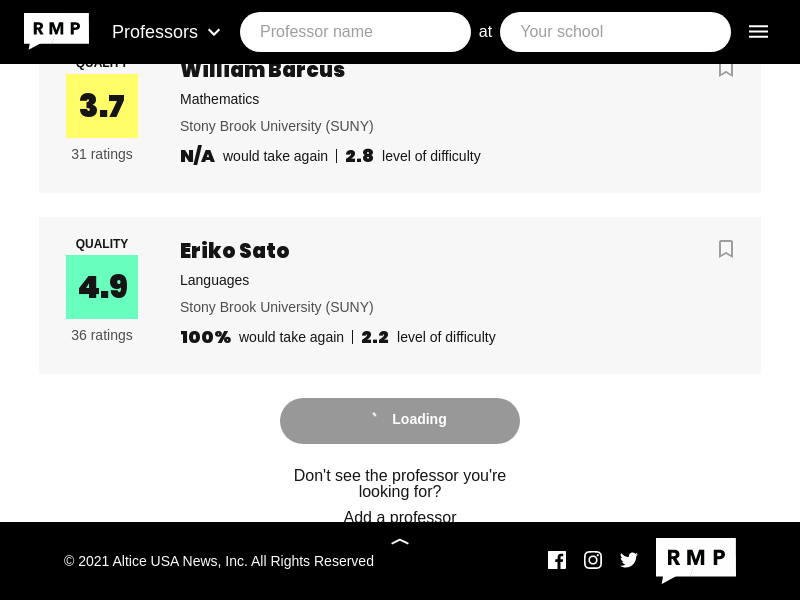 RMP
Professors
Professor name
at
Your school
QUALITY
3.7
31 ratings
William Barcus
Mathematics
Stony Brook University (SUNY)
N/A would take again | 2.8 level of difficulty
QUALITY
4.9
36 ratings
Eriko Sato
Languages
Stony Brook University (SUNY)
100% would take again | 2.2 level of difficulty
Loading
Don't see the professor you're
looking for?
Add a professor
© 2021 Altice USA News, Inc. All Rights Reserved
RMP